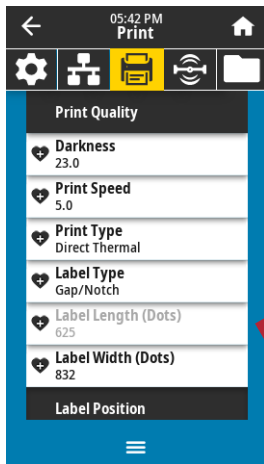 05:42 PM
Print
Print Quality
Darkness
23.0
Print Speed
5.0
Print Type
Direct Thermal
Label Type
Gap/Notch
Label Length (Dots)
625
Label Width (Dots)
832
Label Position